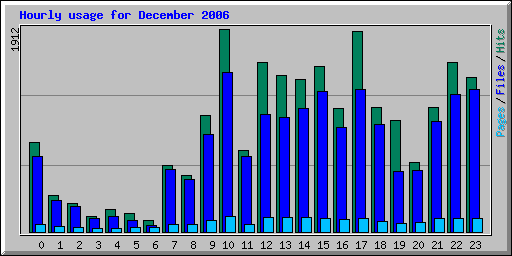 Hourly usage for December 2006
1912
Pages / Files / Hits
0 1 2 3 4 5 6 7 8 9 10 11 12 13 14 15 16 17 18 19 20 21 22 23